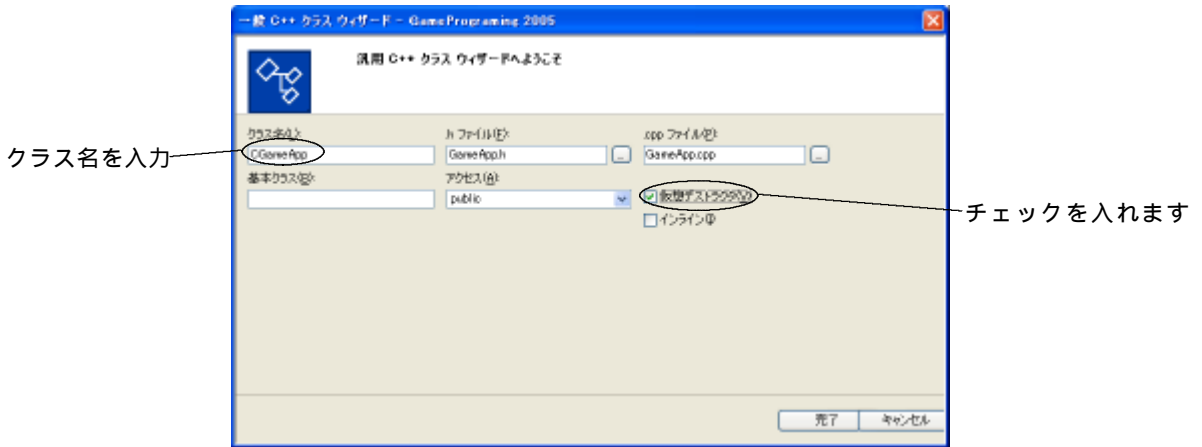 一般 C++ クラス ウィザード - GamePrograming 2005
汎用 C++ クラス ウィザードへようこそ
クラス名(L):
.h ファイル(E):
.cpp ファイル(P):
クラス名を入力
CGameApp
GameApp.h
...
GameApp.cpp
...
基本クラス(B):
アクセス(A):
public
仮想デストラクタ(V)
チェックを入れます
インライン(I)
完了
キャンセル